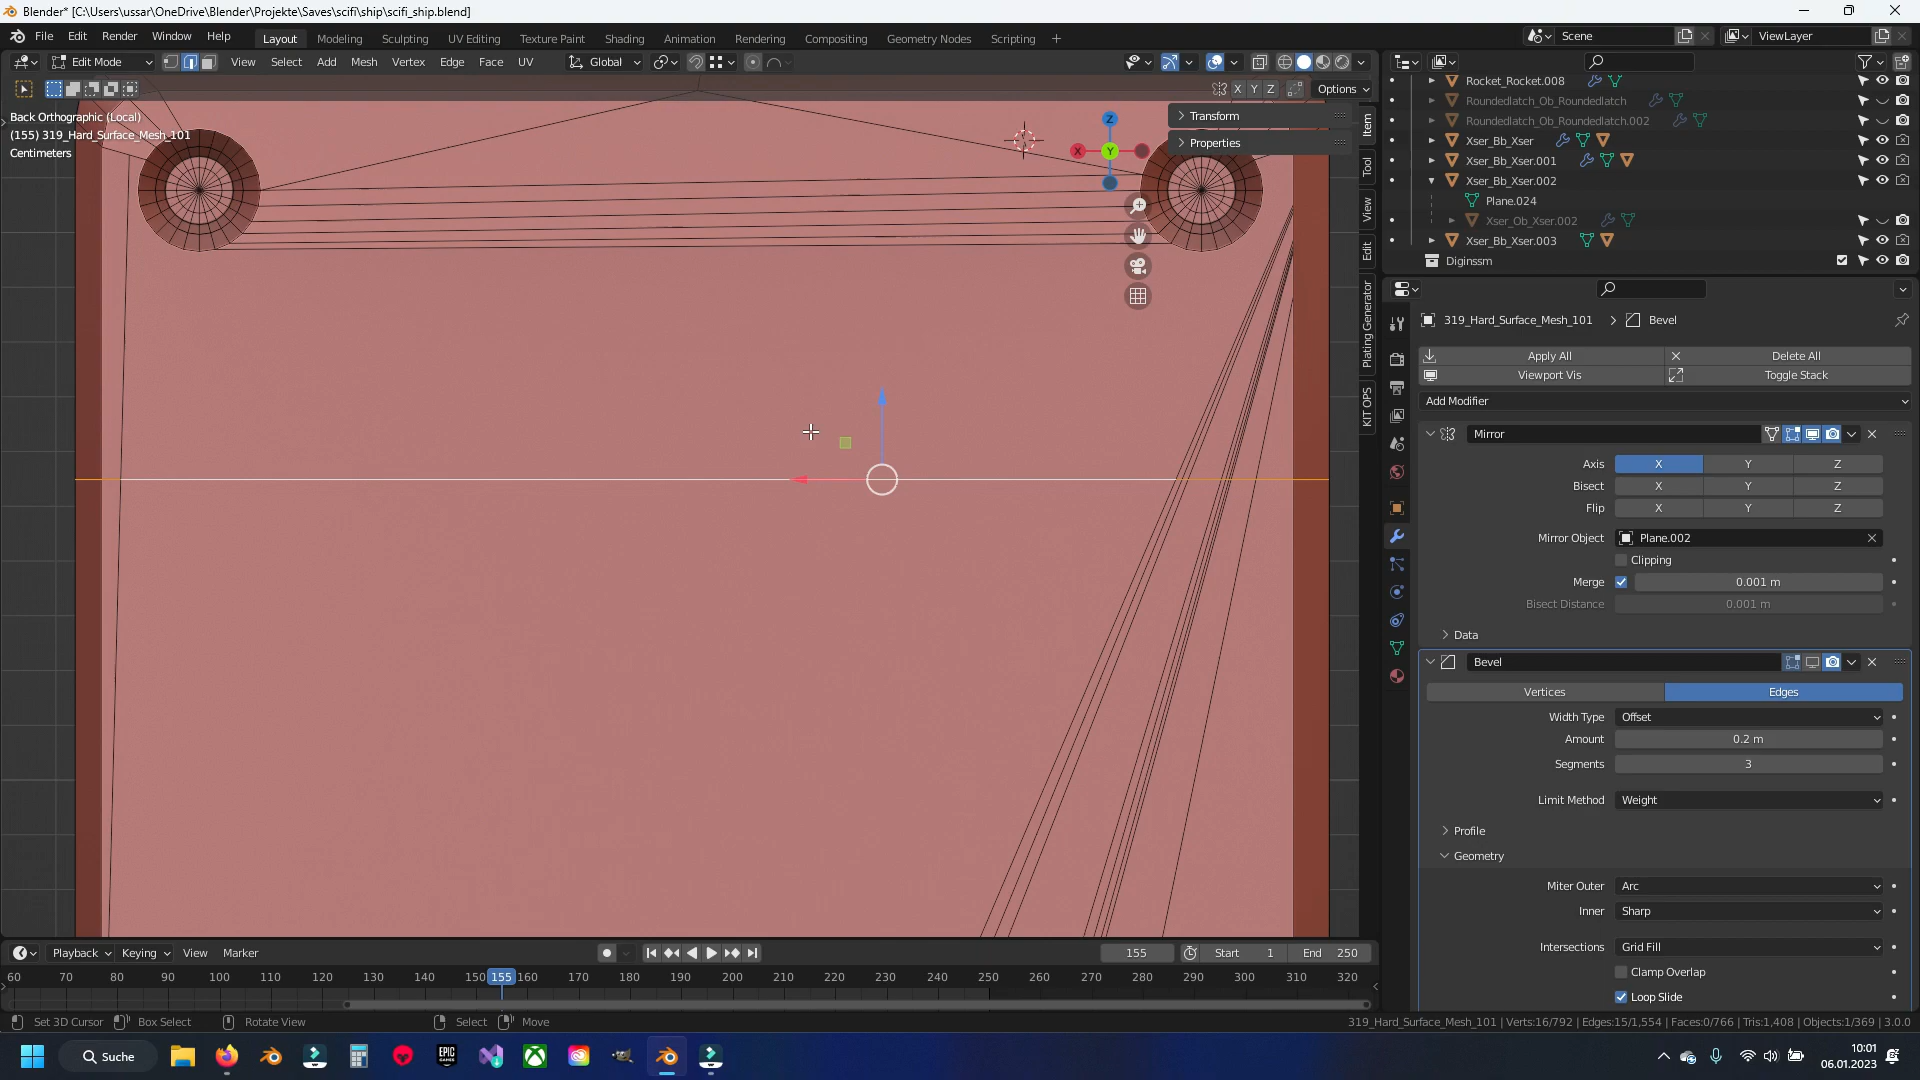 Blender* [C:\Users\ussar\OneDrive\Blender\Projekte\Saves\scifi\ship\scifi_ship.blend]
File Edit Render Window Help Layout Modeling Sculpting UV Editing Texture Paint Shading Animation Rendering Compositing Geometry Nodes Scripting + Scene ViewLayer
Edit Mode View Select Add Mesh Vertex Edge Face UV Global
X Y Z Options
Back Orthographic (Local)
(155) 319_Hard_Surface_Mesh_101
Centimeters
Transform
Properties
Z
X Y
Item
Tool
View
Edit
Plating Generator
KIT OPS
Rocket_Rocket.008
Roundedlatch_Ob_Roundedlatch
Roundedlatch_Ob_Roundedlatch.002
Xser_Bb_Xser
Xser_Bb_Xser.001
Xser_Bb_Xser.002
Plane.024
Xser_Ob_Xser.002
Xser_Bb_Xser.003
Diginssm
319_Hard_Surface_Mesh_101 > Bevel
Apply All Delete All
Viewport Vis Toggle Stack
Add Modifier
Mirror
Axis X Y Z
Bisect X Y Z
Flip X Y Z
Mirror Object Plane.002
Clipping
Merge 0.001 m
Bisect Distance 0.001 m
Data
Bevel
Vertices Edges
Width Type Offset
Amount 0.2 m
Segments 3
Limit Method Weight
Profile
Geometry
Miter Outer Arc
Inner Sharp
Intersections Grid Fill
Clamp Overlap
Loop Slide
Playback Keying View Marker 155 Start 1 End 250
60 70 80 90 100 110 120 130 140 150 155 160 170 180 190 200 210 220 230 240 250 260 270 280 290 300 310 320
Set 3D Cursor Box Select Rotate View Select Move 319_Hard_Surface_Mesh_101 | Verts:16/792 | Edges:15/1,554 | Faces:0/766 | Tris:1,408 | Objects:1/369 | 3.0.0
Suche
EPIC GAMES
10:01
06.01.2023